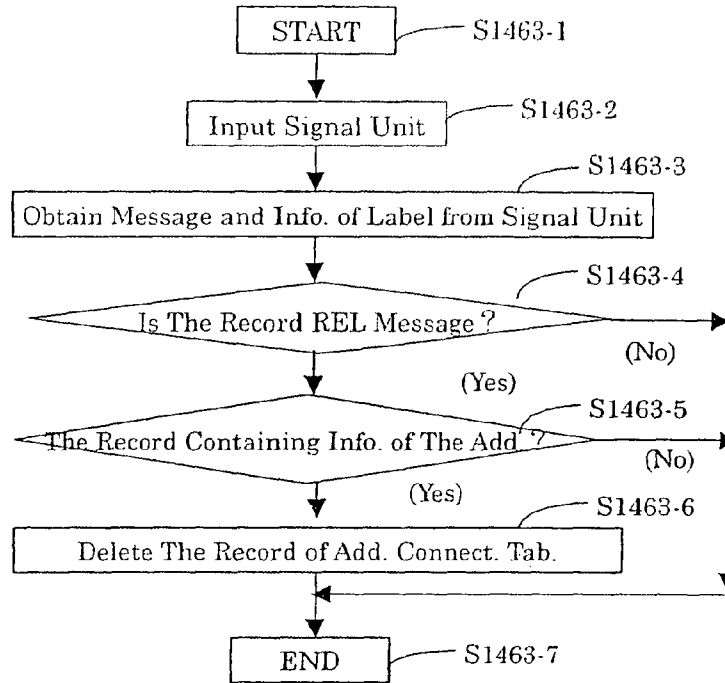 START
S1463-1
Input Signal Unit
S1463-2
S1463-3
Obtain Message and Info. of Label from Signal Unit
S1463-4
Is The Record REL Message ?
(No)
(Yes)
S1463-5
The Record Containing Info. of The Add ?
(No)
(Yes)
S1463-6
Delete The Record of Add. Connect. Tab.
END
S1463-7